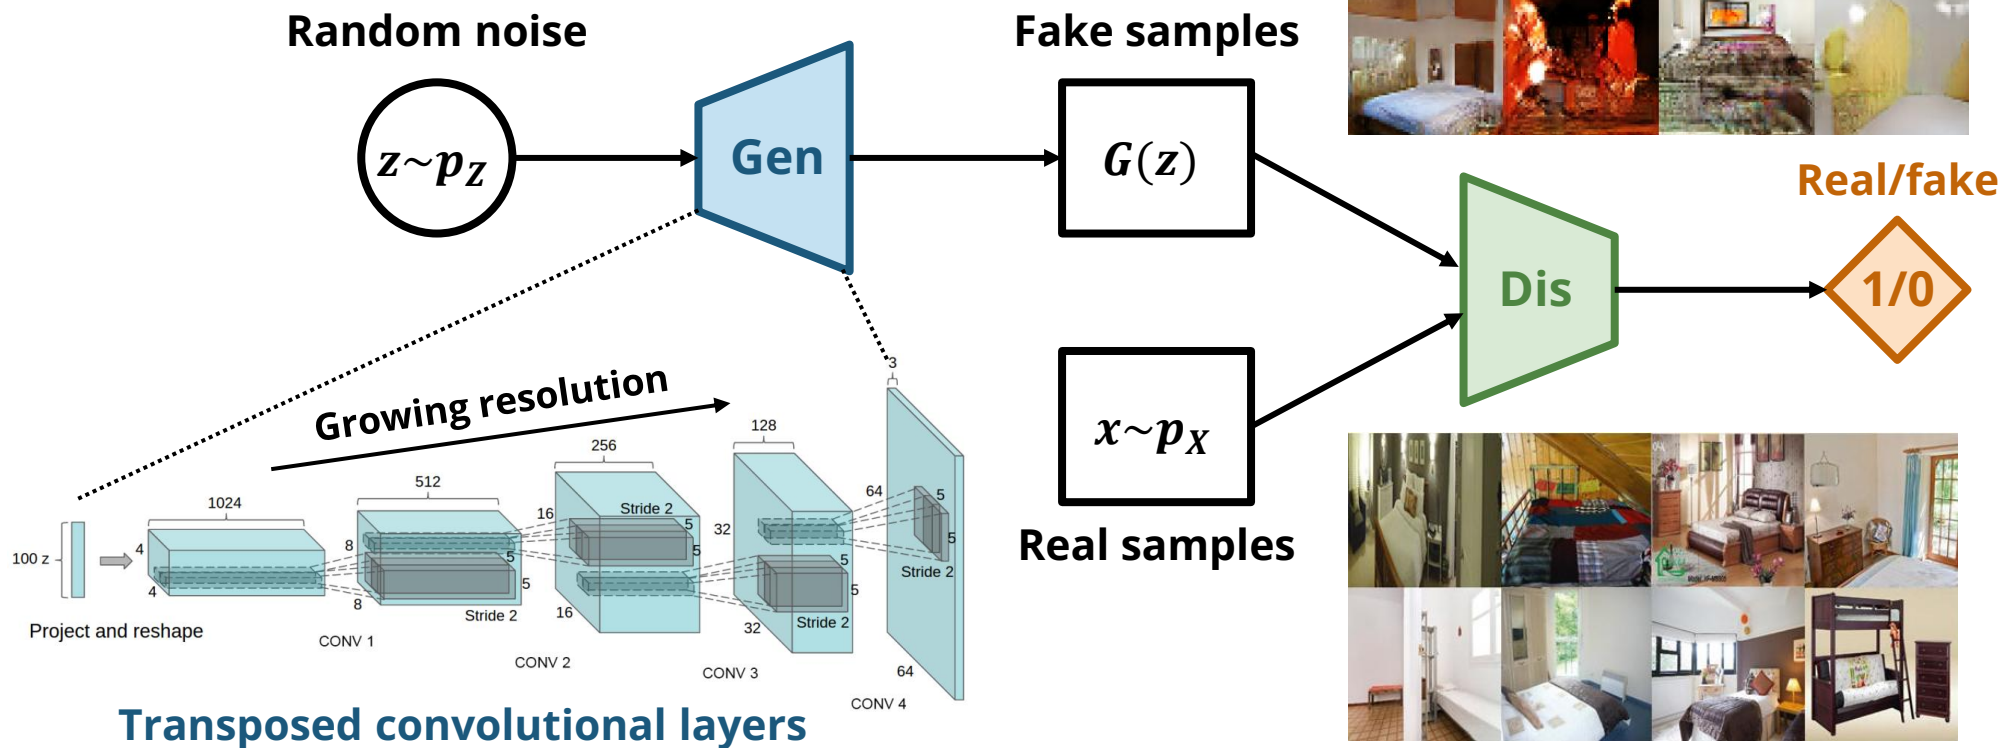 Random noise
Fake samples
z~p_Z
Gen
G(z)
Real/fake
Dis
1/0
x~p_X
Real samples
Growing resolution
3
128
256
512
1024
100 z
4
4
8
8
5
5
Stride 2
16
16
Stride 2
5
5
32
32
5
5
Stride 2
64
5
5
Stride 2
64
Project and reshape
CONV 1
CONV 2
CONV 3
CONV 4
Transposed convolutional layers